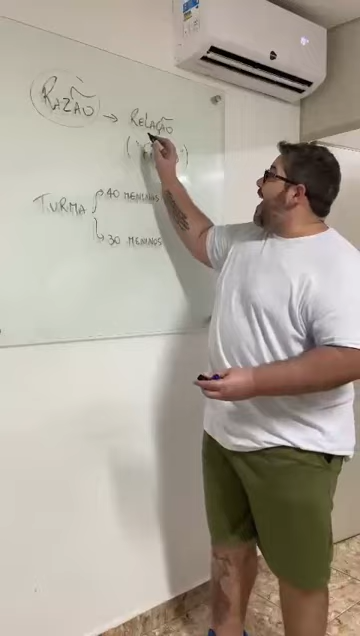 RAZÃO → RELAÇÃO
TURMA
40 MENINAS
30 MENINOS